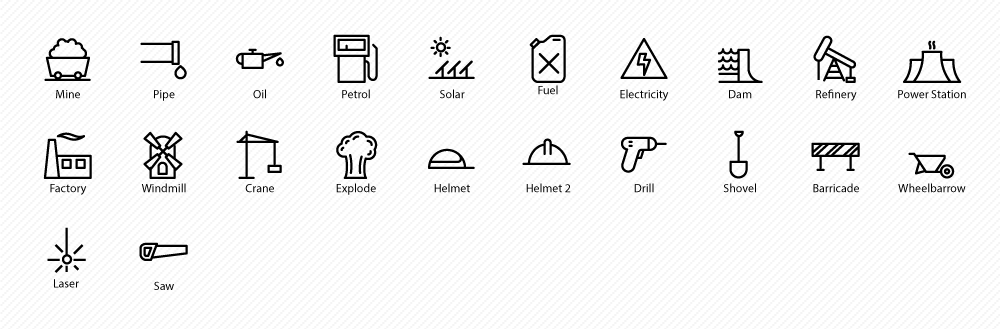 Mine Pipe Oil Petrol Solar Fuel Electricity Dam Refinery Power Station
Factory Windmill Crane Explode Helmet Helmet 2 Drill Shovel Barricade Wheelbarrow
Laser Saw